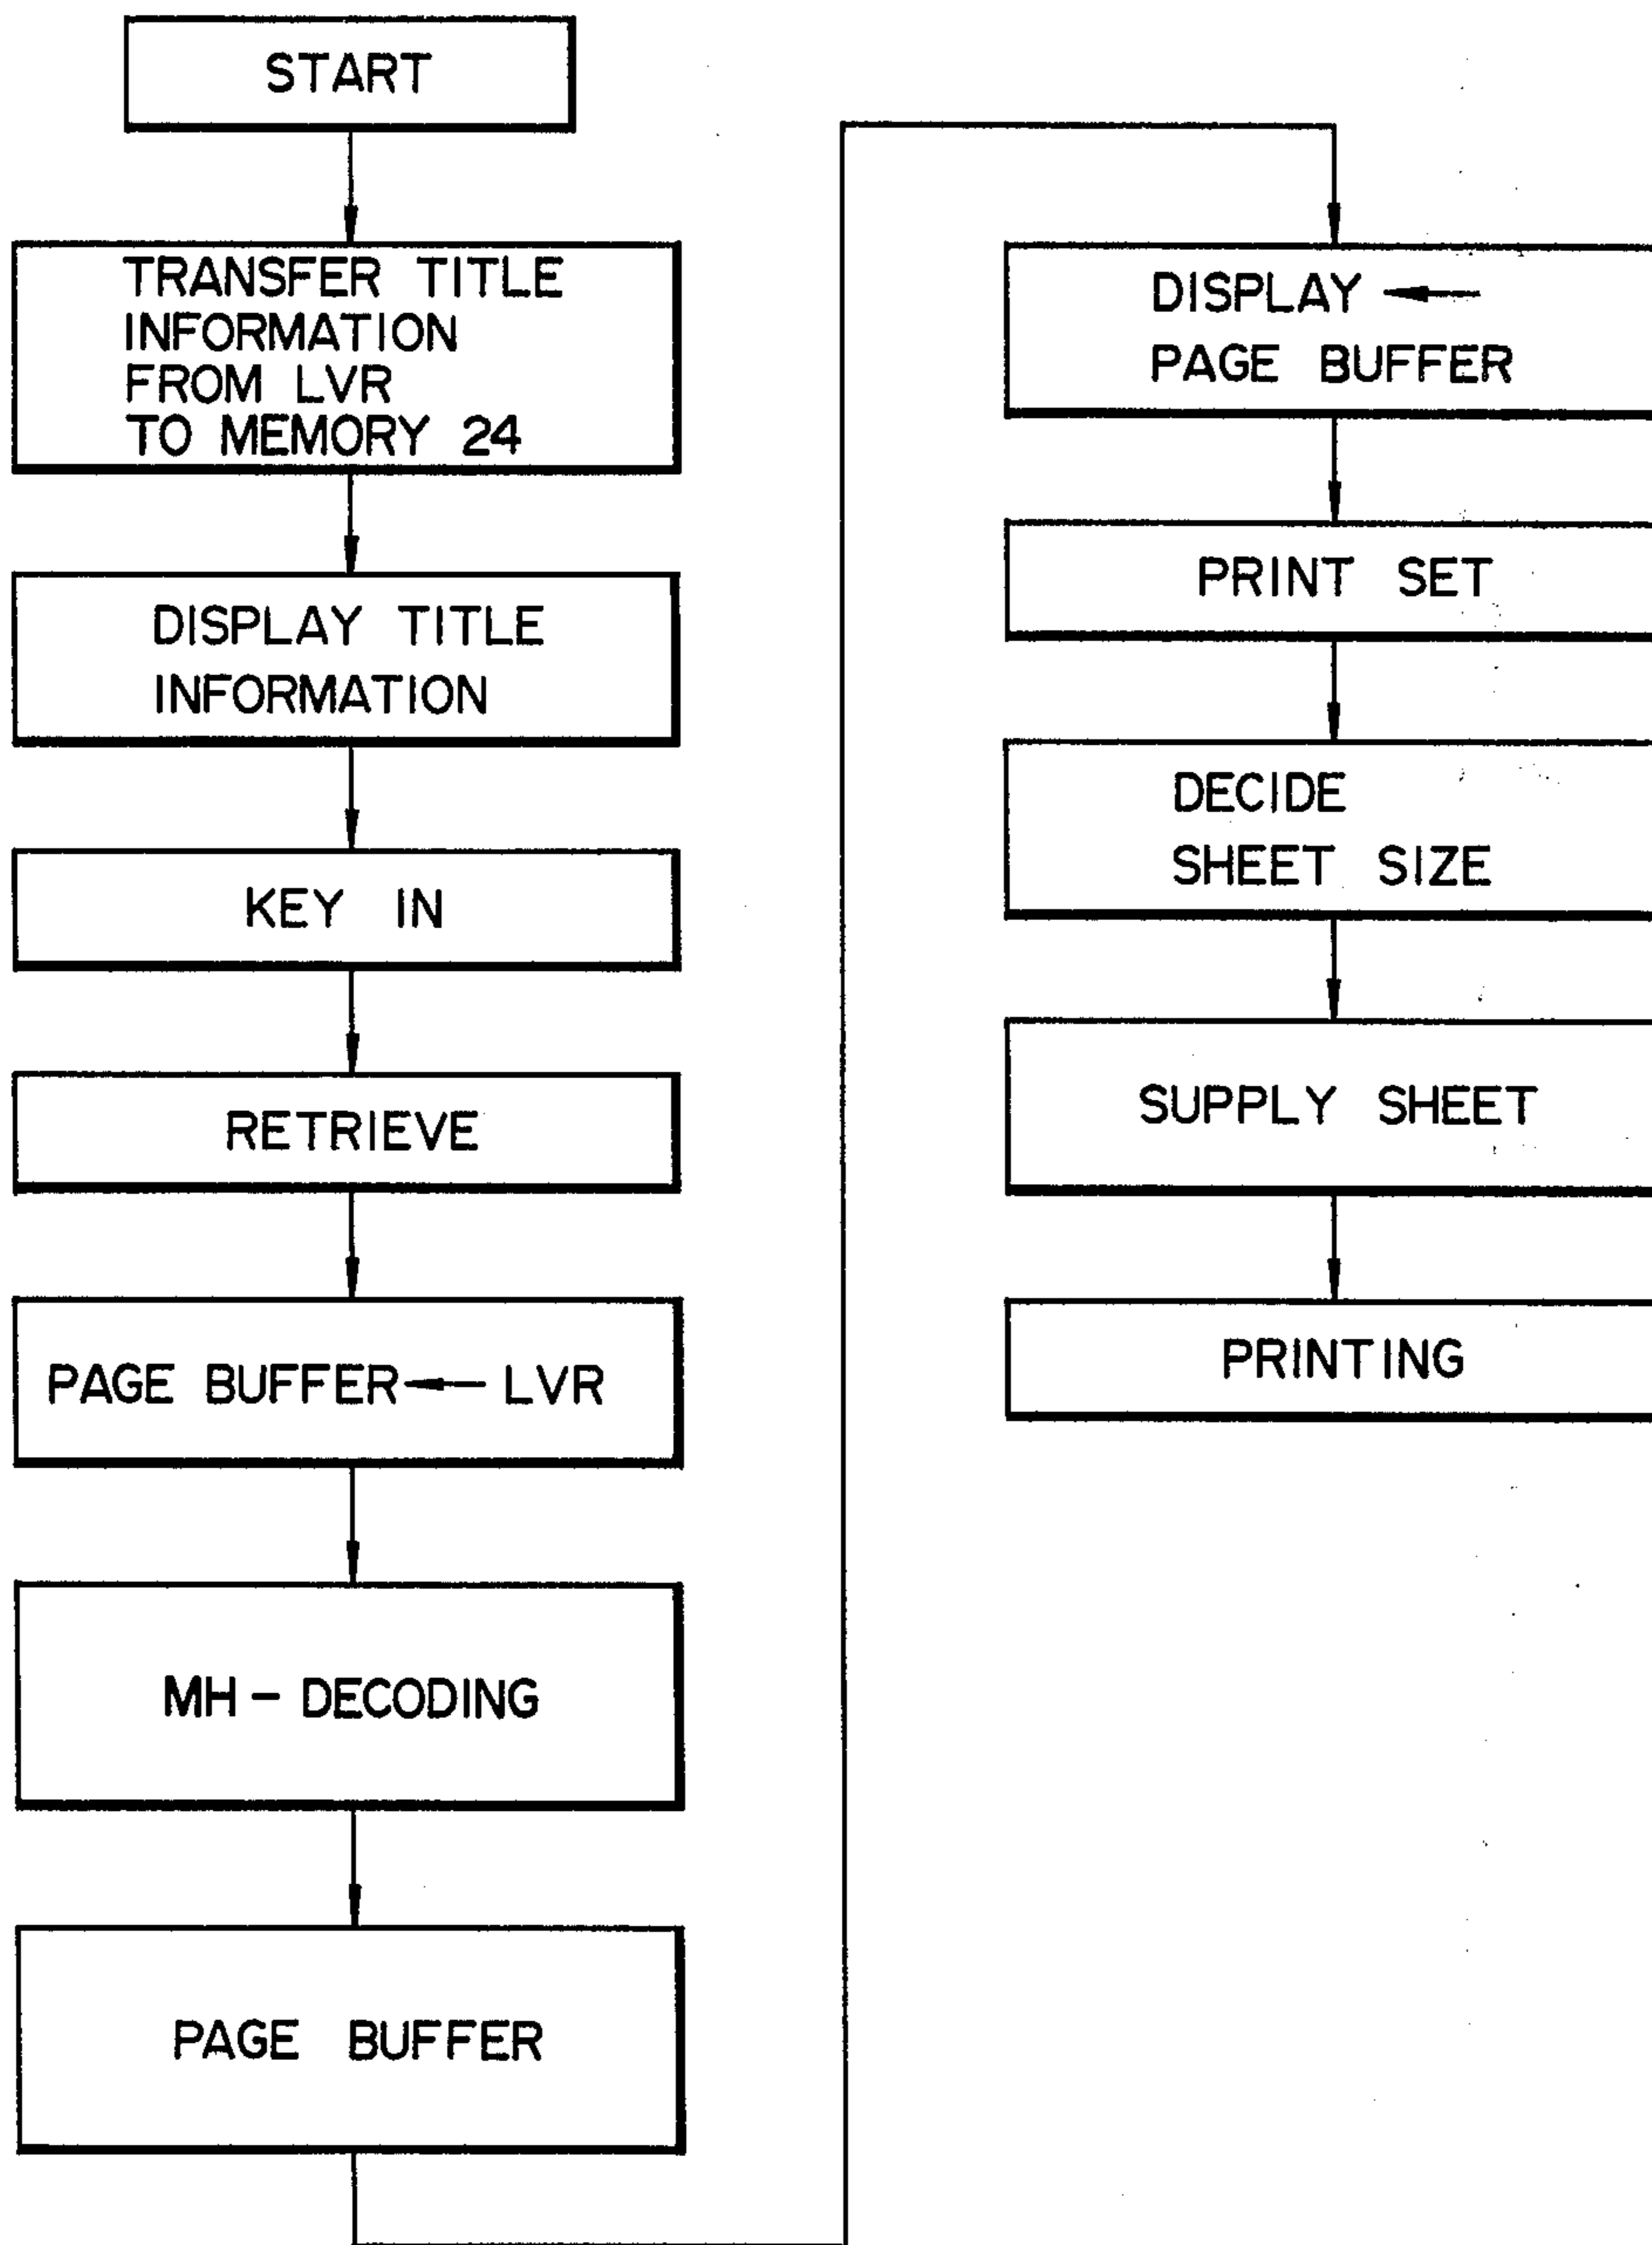 START
TRANSFER TITLE
INFORMATION
FROM LVR
TO MEMORY 24
DISPLAY TITLE
INFORMATION
KEY IN
RETRIEVE
PAGE BUFFER ← LVR
MH - DECODING
PAGE BUFFER
DISPLAY ←
PAGE BUFFER
PRINT SET
DECIDE
SHEET SIZE
SUPPLY SHEET
PRINTING